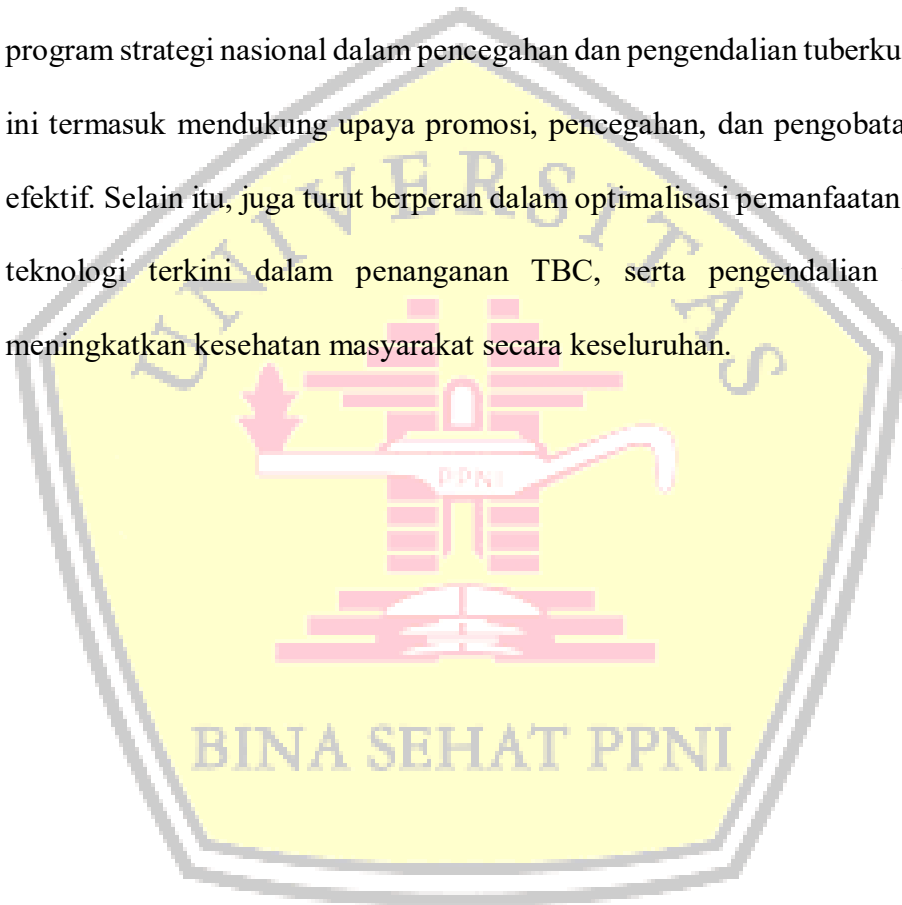 program strategi nasional dalam pencegahan dan pengendalian
ini termasuk mendukung upaya promosi, pencegahan, dan
efektif. Selain itu, juga turut berperan dalam optimalisasi pemanfaatan
UNIVERSITAS
teknologi terkini dalam penanganan TBC, serta pengendalian
meningkatkan kesehatan masyarakat secara keseluruhan.
PPNI
BINA SEHAT PPNI